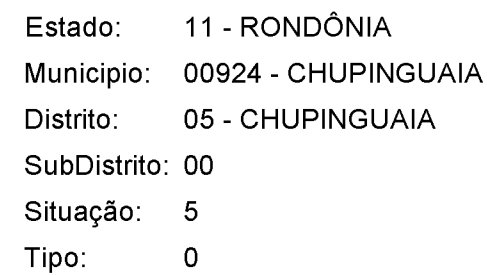 Estado: 11 - RONDÔNIA
Municipio: 00924 - CHUPINGUAIA
Distrito: 05 - CHUPINGUAIA
SubDistrito: 00
Situação: 5
Tipo: 0